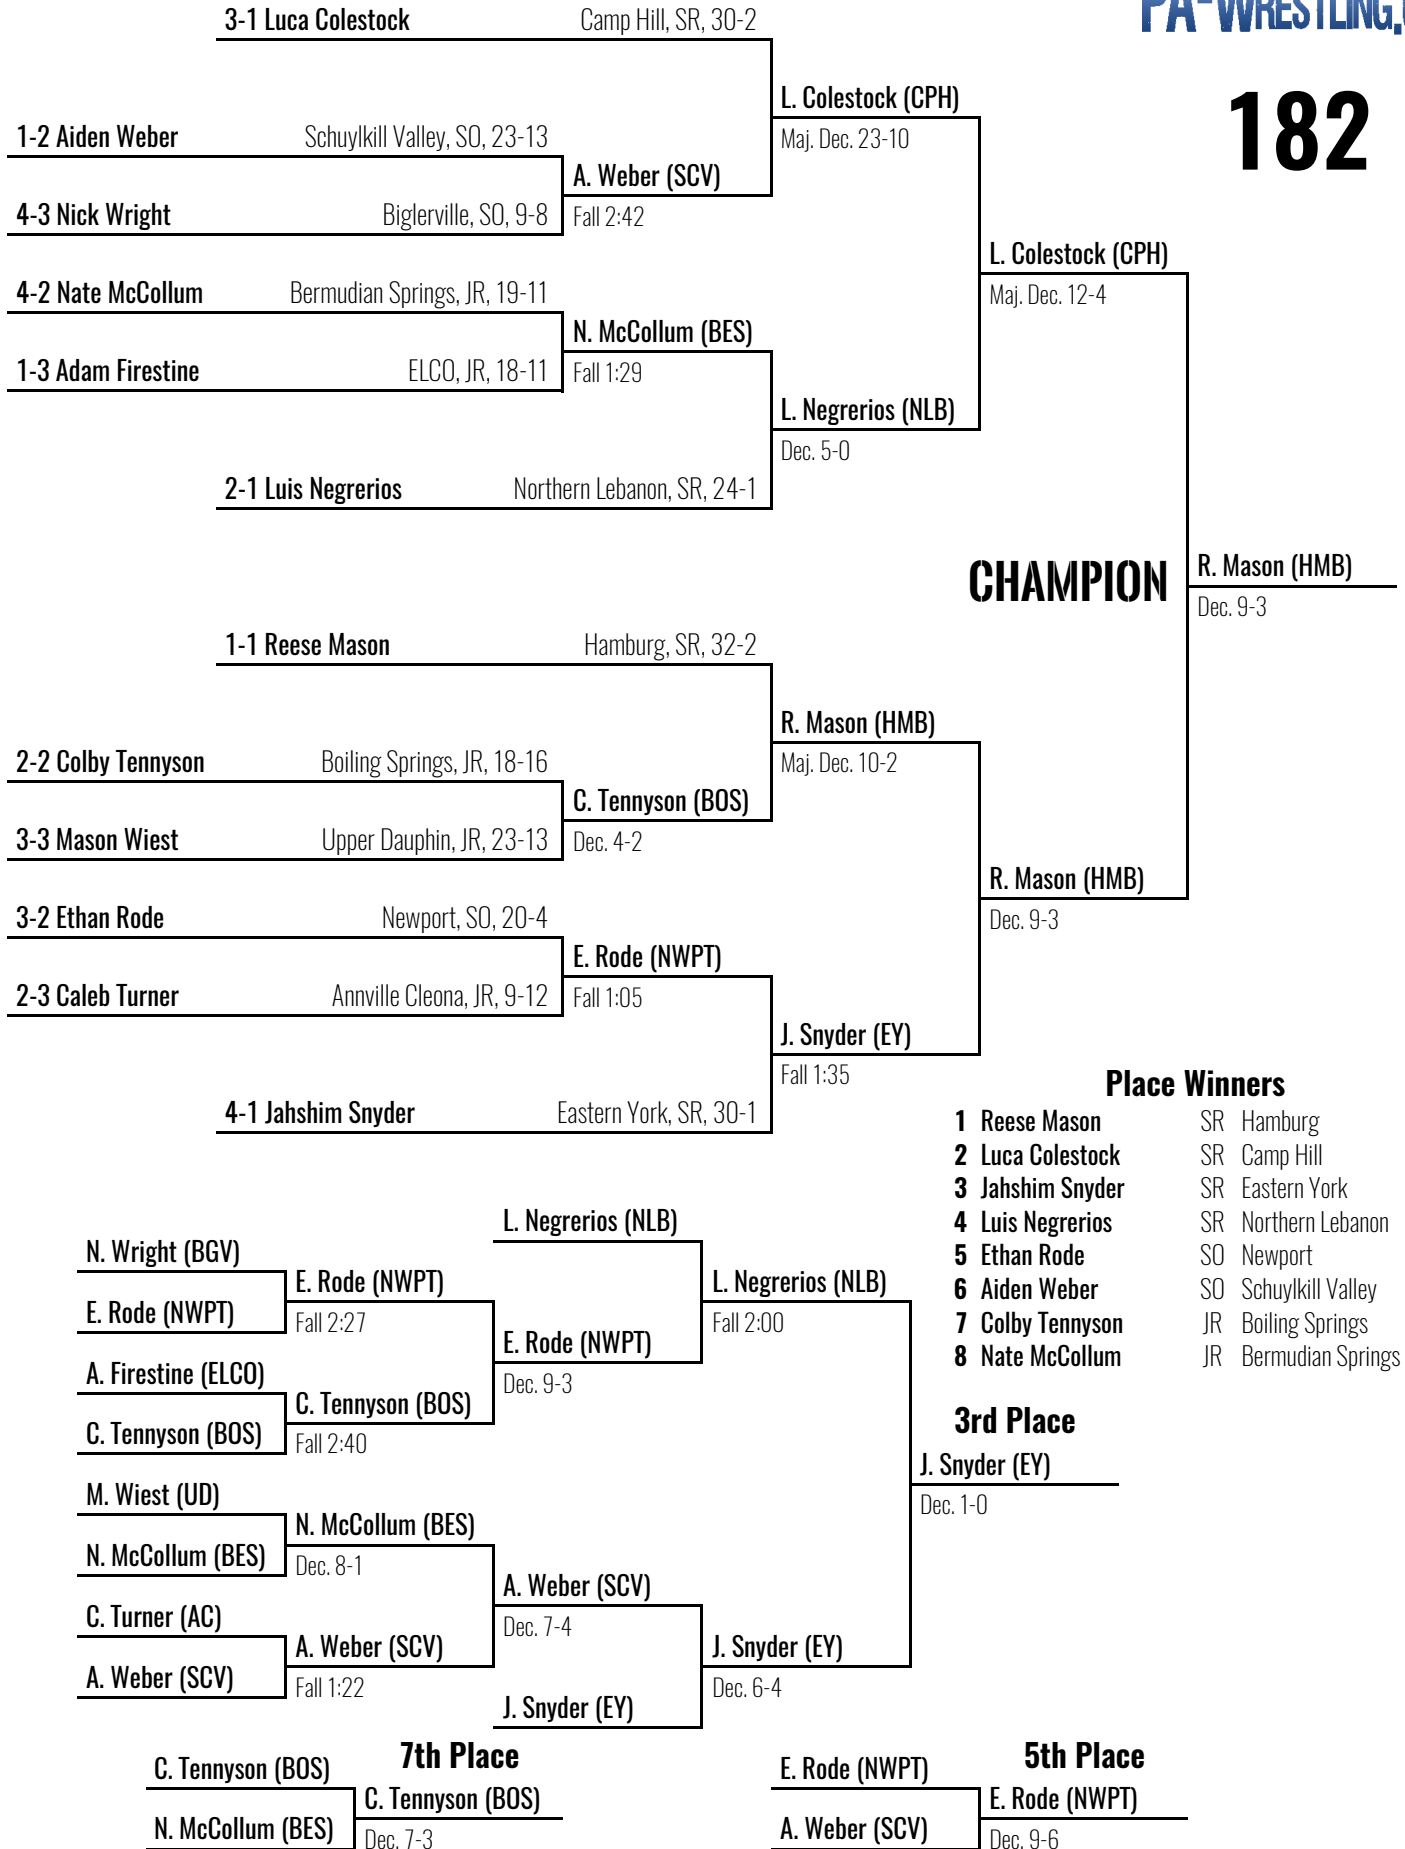 PA-WRESTLING.
182
3-1 Luca Colestock Camp Hill, SR, 30-2
L. Colestock (CPH)
Maj. Dec. 23-10
1-2 Aiden Weber Schuylkill Valley, SO, 23-13
A. Weber (SCV)
4-3 Nick Wright Biglerville, SO, 9-8
Fall 2:42
L. Colestock (CPH)
Maj. Dec. 12-4
4-2 Nate McCollum Bermudian Springs, JR, 19-11
N. McCollum (BES)
1-3 Adam Firestine ELCO, JR, 18-11
Fall 1:29
L. Negrerios (NLB)
Dec. 5-0
2-1 Luis Negrerios Northern Lebanon, SR, 24-1
CHAMPION
R. Mason (HMB)
Dec. 9-3
1-1 Reese Mason Hamburg, SR, 32-2
R. Mason (HMB)
Maj. Dec. 10-2
2-2 Colby Tennyson Boiling Springs, JR, 18-16
C. Tennyson (BOS)
3-3 Mason Wiest Upper Dauphin, JR, 23-13
Dec. 4-2
R. Mason (HMB)
Dec. 9-3
3-2 Ethan Rode Newport, SO, 20-4
E. Rode (NWPT)
2-3 Caleb Turner Annville Cleona, JR, 9-12
Fall 1:05
J. Snyder (EY)
Fall 1:35
4-1 Jahshim Snyder Eastern York, SR, 30-1
Place Winners
1 Reese Mason SR Hamburg
2 Luca Colestock SR Camp Hill
3 Jahshim Snyder SR Eastern York
4 Luis Negrerios SR Northern Lebanon
5 Ethan Rode SO Newport
6 Aiden Weber SO Schuylkill Valley
7 Colby Tennyson JR Boiling Springs
8 Nate McCollum JR Bermudian Springs
L. Negrerios (NLB)
N. Wright (BGV)
E. Rode (NWPT)
E. Rode (NWPT)
Fall 2:27
L. Negrerios (NLB)
Fall 2:00
E. Rode (NWPT)
Dec. 9-3
A. Firestine (ELCO)
C. Tennyson (BOS)
C. Tennyson (BOS)
Fall 2:40
3rd Place
J. Snyder (EY)
Dec. 1-0
M. Wiest (UD)
N. McCollum (BES)
N. McCollum (BES)
Dec. 8-1
A. Weber (SCV)
Dec. 7-4
C. Turner (AC)
A. Weber (SCV)
A. Weber (SCV)
Fall 1:22
J. Snyder (EY)
Dec. 6-4
J. Snyder (EY)
7th Place
C. Tennyson (BOS)
C. Tennyson (BOS)
N. McCollum (BES)
Dec. 7-3
5th Place
E. Rode (NWPT)
E. Rode (NWPT)
A. Weber (SCV)
Dec. 9-6